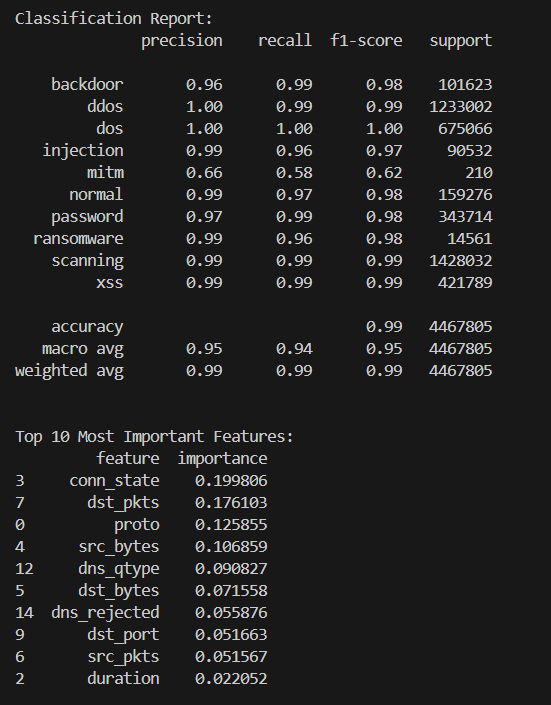 Classification Report:
precision recall f1-score support
backdoor 0.96 0.99 0.98 101623
ddos 1.00 0.99 0.99 1233002
dos 1.00 1.00 1.00 675066
injection 0.99 0.96 0.97 90532
mitm 0.66 0.58 0.62 210
normal 0.99 0.97 0.98 159276
password 0.97 0.99 0.98 343714
ransomware 0.99 0.96 0.98 14561
scanning 0.99 0.99 0.99 1428032
xss 0.99 0.99 0.99 421789
accuracy 0.99 4467805
macro avg 0.95 0.94 0.95 4467805
weighted avg 0.99 0.99 0.99 4467805
Top 10 Most Important Features:
feature importance
3 conn_state 0.199806
7 dst_pkts 0.176103
0 proto 0.125855
4 src_bytes 0.106859
12 dns_qtype 0.090827
5 dst_bytes 0.071558
14 dns_rejected 0.055876
9 dst_port 0.051663
6 src_pkts 0.051567
2 duration 0.022052